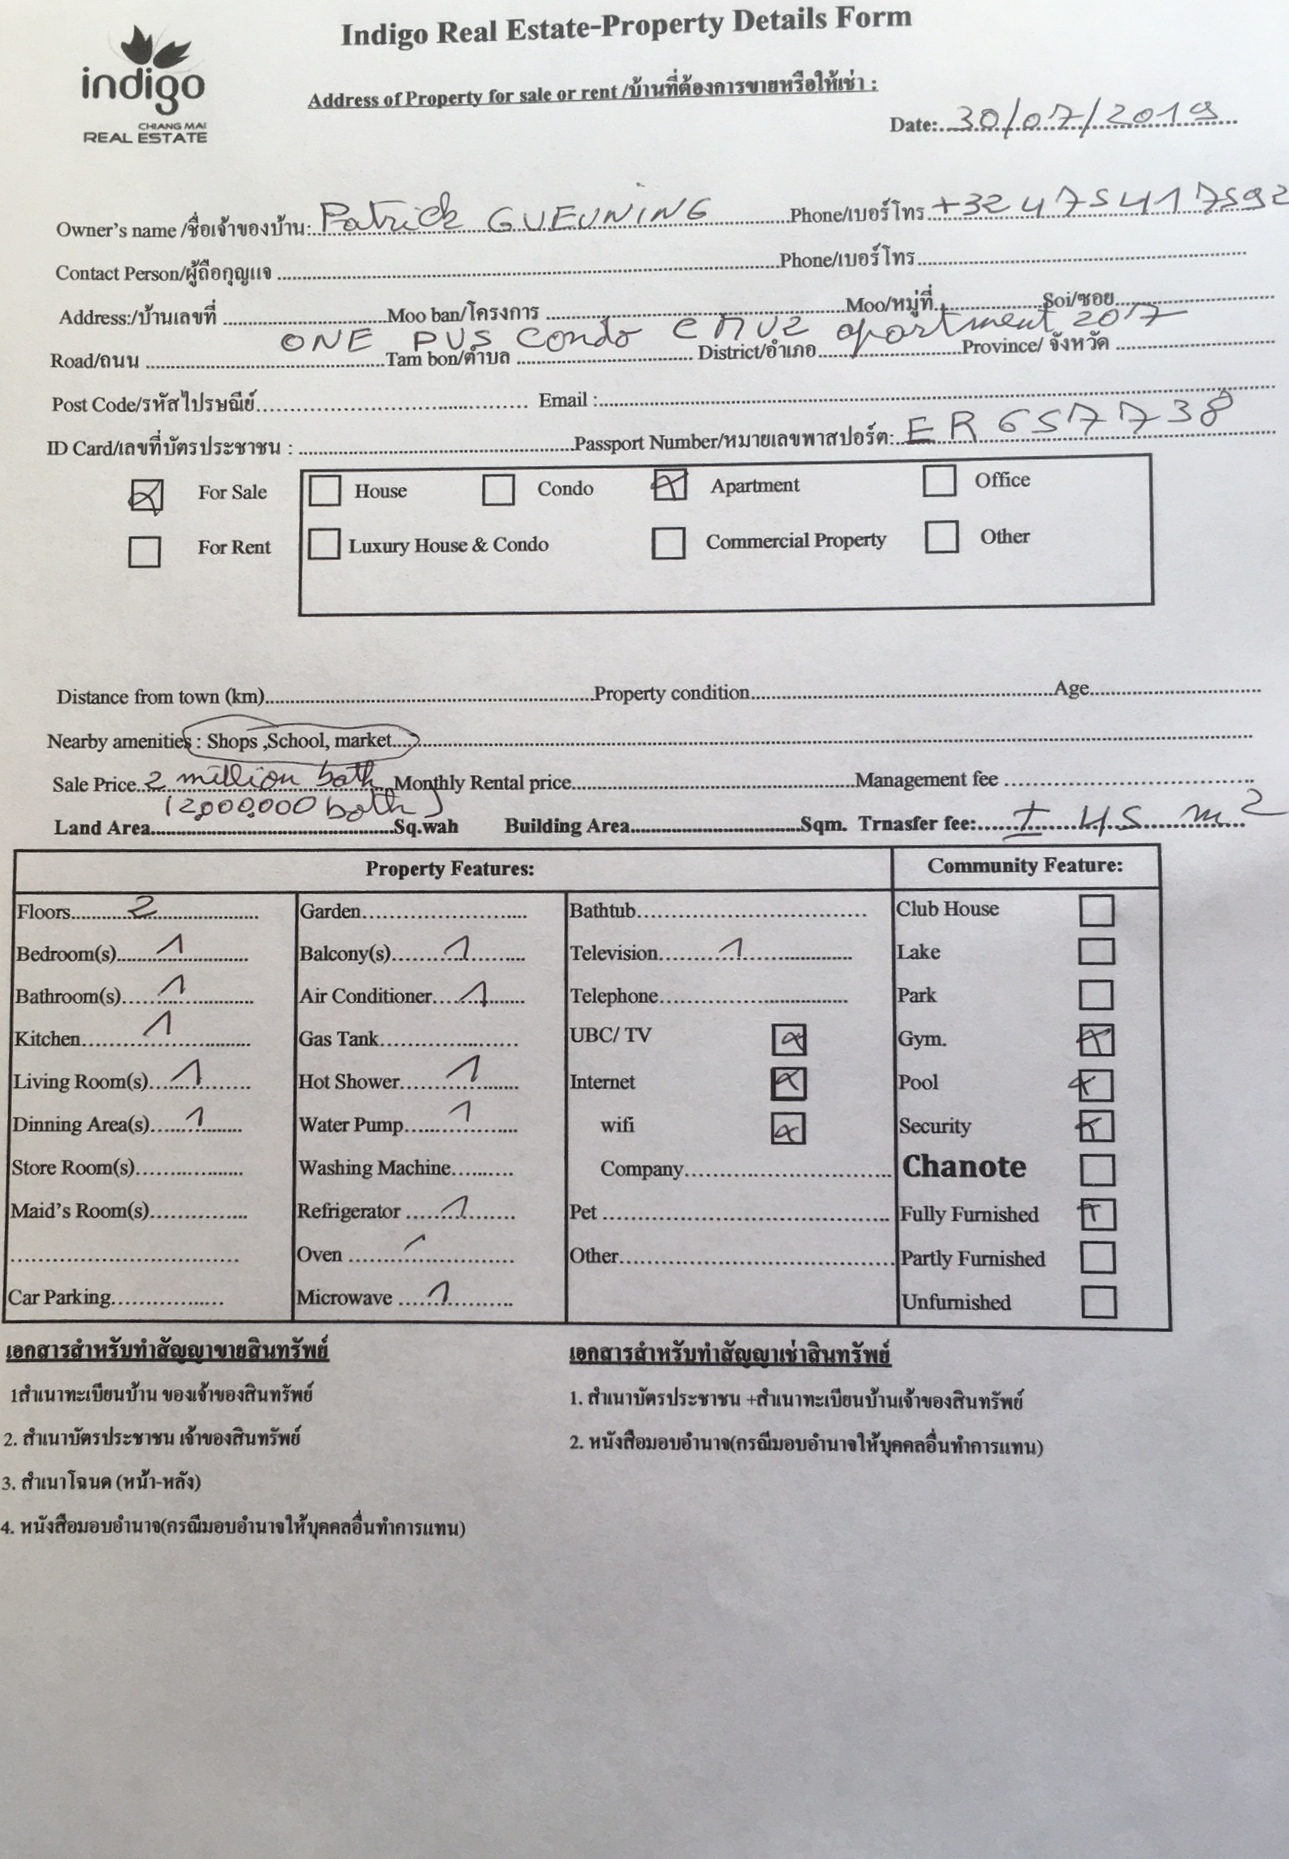 indigo
CHIANG MAI
REAL ESTATE
Indigo Real Estate-Property Details Form
Address of Property for sale or rent /บ้านที่ต้องการขายหรือให้เช่า :
Date:..30/07/2019
Owner's name /ชื่อเจ้าของบ้าน: Patrick GUEUNING Phone/เบอร์โทร +32475417592
Contact Person/ผู้ถือกุญแจ ........ Phone/เบอร์โทร........
Address:/บ้านเลขที่ ........ Moo ban/โครงการ ........ Moo/หมู่ที่........ Soi/ซอย........
ONE PUS Condo CMU2 apartment 2017
Road/ถนน ........ Tam bon/ตำบล ........ District/อำเภอ........ Province/ จังหวัด ........
Post Code/รหัสไปรษณีย์........ Email :........
ID Card/เลขที่บัตรประชาชน : ........ Passport Number/หมายเลขพาสปอร์ต: ER657738
For Sale House Condo Apartment Office
For Rent Luxury House & Condo Commercial Property Other
Distance from town (km)........ Property condition........ Age........
Nearby amenities : Shops ,School, market........
Sale Price 2 million bath Monthly Rental price........ Management fee ........
(2,000,000 bath)
Land Area........ Sq.wah Building Area........ Sqm. Trnasfer fee: ± 45 m²
Property Features: Community Feature:
Floors 2 Garden........ Bathtub........ Club House
Bedroom(s) 1 Balcony(s) 1 Television 1 Lake
Bathroom(s) 1 Air Conditioner 1 Telephone........ Park
Kitchen 1 Gas Tank........ UBC/ TV Gym.
Living Room(s) 1 Hot Shower 1 Internet Pool
Dinning Area(s) 1 Water Pump 1 wifi Security
Store Room(s)........ Washing Machine........ Company........ Chanote
Maid's Room(s)........ Refrigerator 1 Pet ........ Fully Furnished
........ Oven 1 Other........ Partly Furnished
Car Parking........ Microwave 1 Unfurnished
เอกสารสำหรับทำสัญญาขายสินทรัพย์ เอกสารสำหรับทำสัญญาเช่าสินทรัพย์
1สำเนาทะเบียนบ้าน ของเจ้าของสินทรัพย์ 1. สำเนาบัตรประชาชน +สำเนาทะเบียนบ้านเจ้าของสินทรัพย์
2. สำเนาบัตรประชาชน เจ้าของสินทรัพย์ 2. หนังสือมอบอำนาจ(กรณีมอบอำนาจให้บุคคลอื่นทำการแทน)
3. สำเนาโฉนด (หน้า-หลัง)
4. หนังสือมอบอำนาจ(กรณีมอบอำนาจให้บุคคลอื่นทำการแทน)